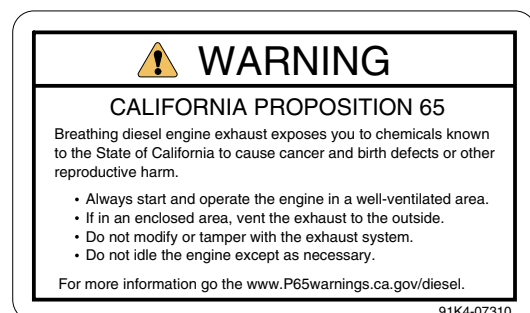 WARNING
CALIFORNIA PROPOSITION 65
Breathing diesel engine exhaust exposes you to chemicals known
to the State of California to cause cancer and birth defects or other
reproductive harm.
• Always start and operate the engine in a well-ventilated area.
• If in an enclosed area, vent the exhaust to the outside.
• Do not modify or tamper with the exhaust system.
• Do not idle the engine except as necessary.
For more information go the www.P65warnings.ca.gov/diesel.
91K4-07310